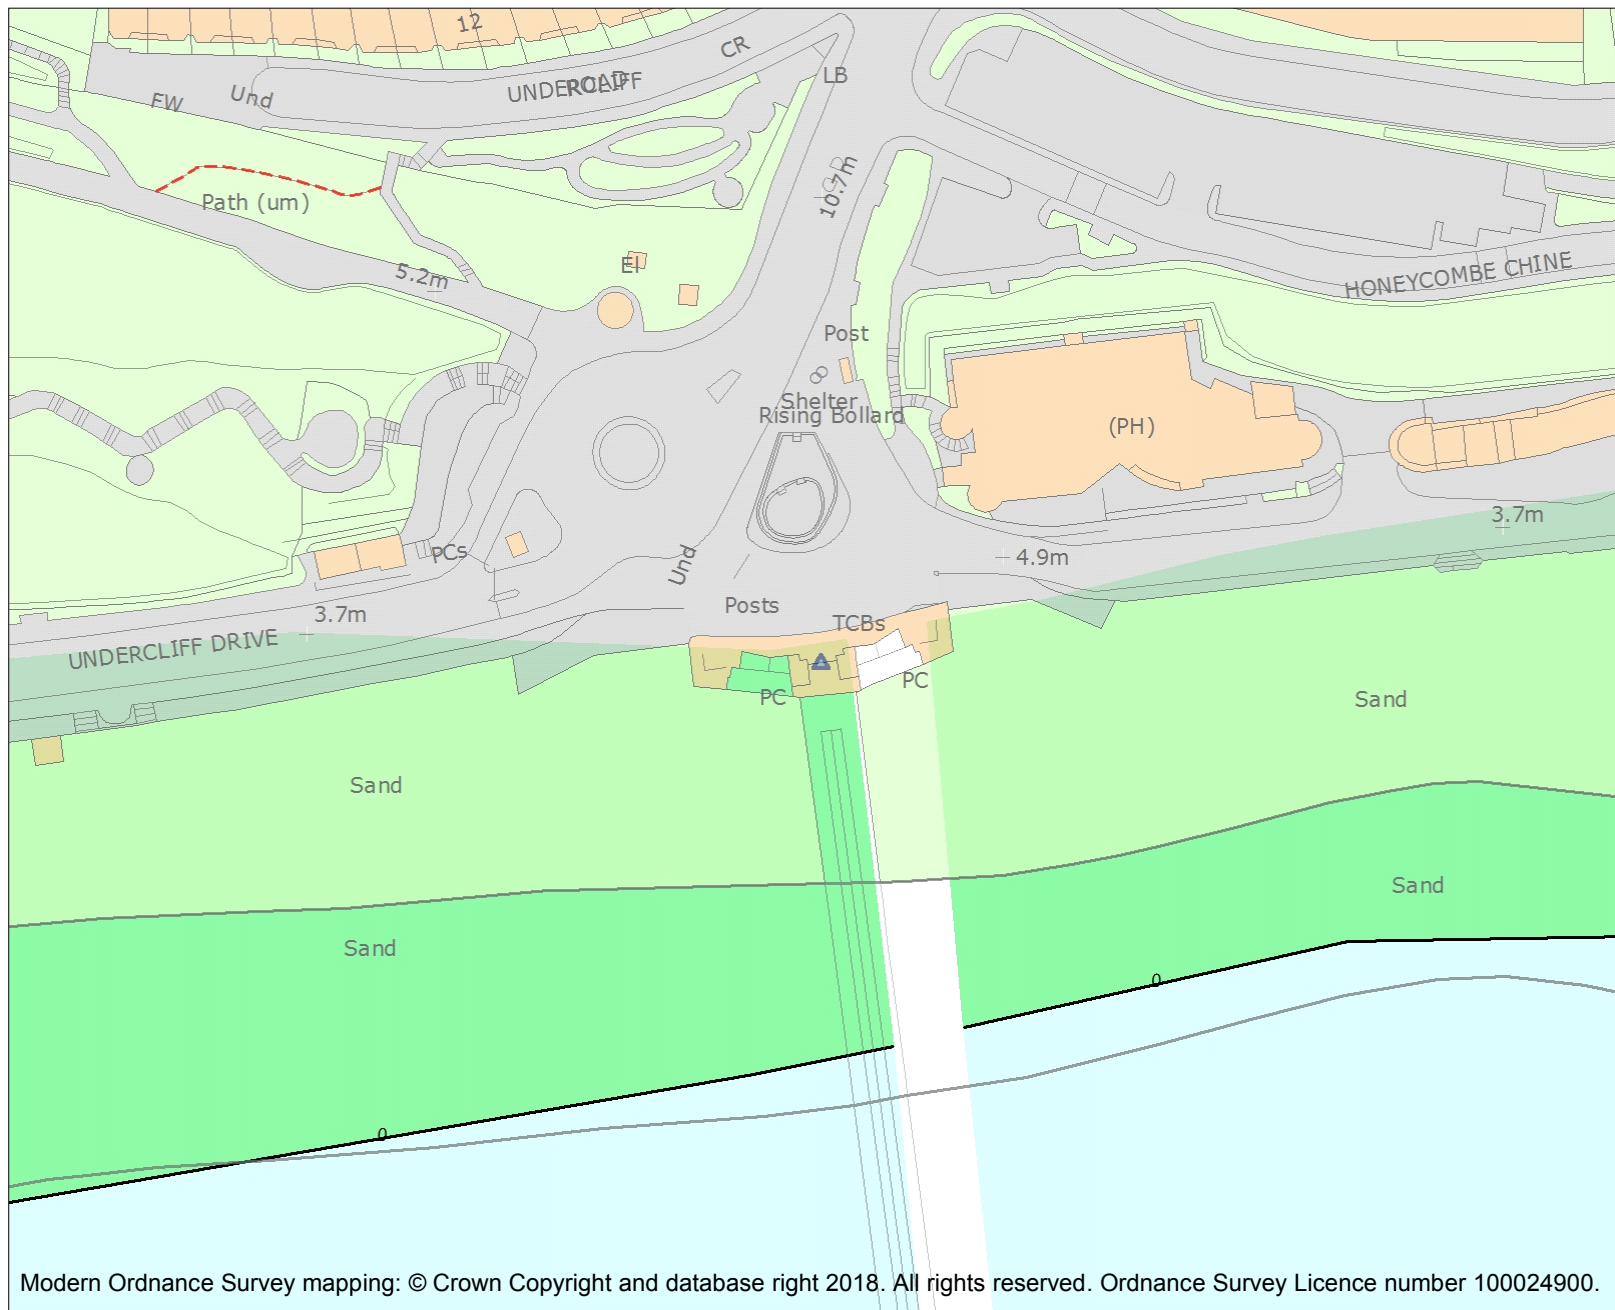 12
CR
LB
UNDERCLIFF
ROAD
Und
FW
10.7m
Path (um)
5.2m
El
HONEYCOMBE CHINE
Post
Shelter
Rising Bollard
(PH)
3.7m
PCs
Und
4.9m
Posts
3.7m
TCBs
UNDERCLIFF DRIVE
PC
PC
Sand
Sand
Sand
Sand
0
0
Modern Ordnance Survey mapping: © Crown Copyright and database right 2018. All rights reserved. Ordnance Survey Licence number 100024900.